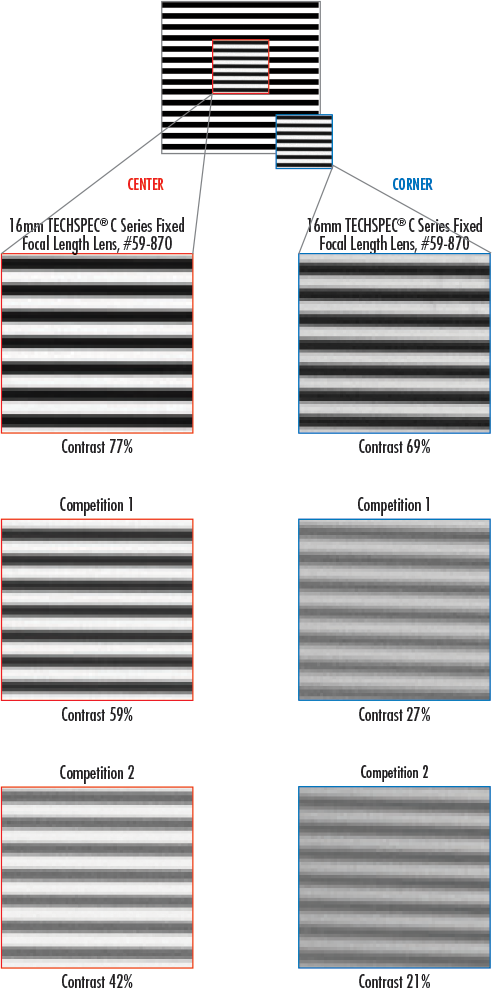 CENTER
CORNER
16mm TECHSPEC® C Series Fixed
Focal Length Lens, #59-870
16mm TECHSPEC® C Series Fixed
Focal Length Lens, #59-870
Contrast 77%
Contrast 69%
Competition 1
Competition 1
Contrast 59%
Contrast 27%
Competition 2
Competition 2
Contrast 42%
Contrast 21%